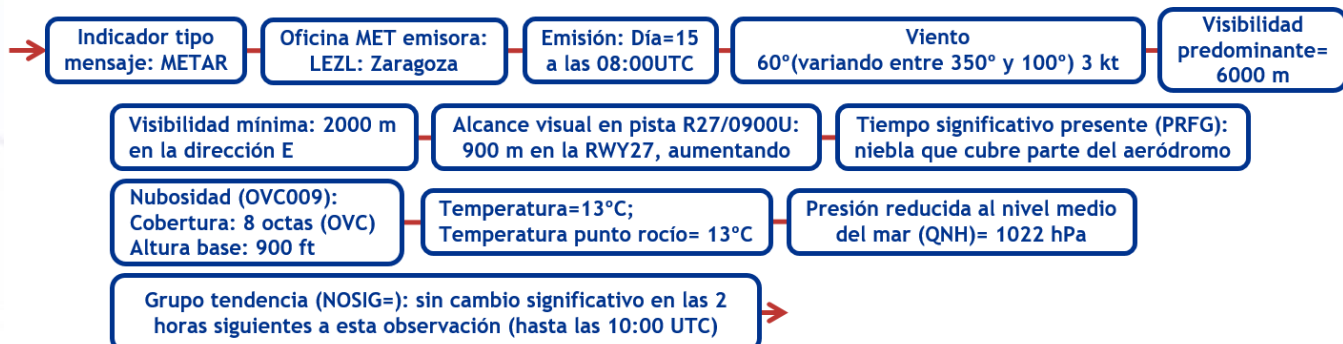 Indicador tipo
mensaje: METAR
Oficina MET emisora:
LEZL: Zaragoza
Emisión: Día=15
a las 08:00UTC
Viento
60º(variando entre 350º y 100º) 3 kt
Visibilidad
predominante=
6000 m
Visibilidad mínima: 2000 m
en la dirección E
Alcance visual en pista R27/0900U:
900 m en la RWY27, aumentando
Tiempo significativo presente (PRFG):
niebla que cubre parte del aeródromo
Nubosidad (OVC009):
Cobertura: 8 octas (OVC)
Altura base: 900 ft
Temperatura=13ºC;
Temperatura punto rocío= 13ºC
Presión reducida al nivel medio
del mar (QNH)= 1022 hPa
Grupo tendencia (NOSIG=): sin cambio significativo en las 2
horas siguientes a esta observación (hasta las 10:00 UTC)